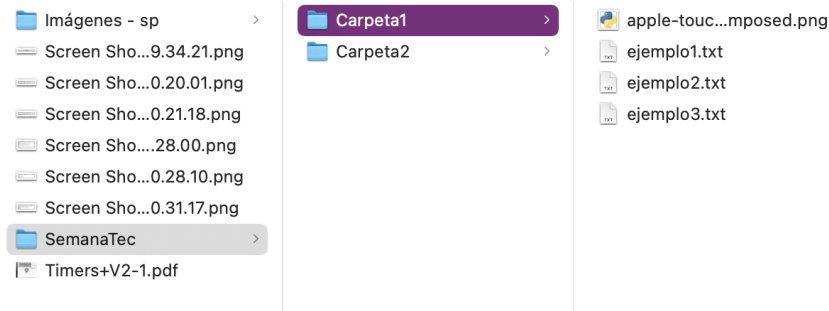 Imágenes - sp
Screen Sho...9.34.21.png
Screen Sho...0.20.01.png
Screen Sho...0.21.18.png
Screen Sho....28.00.png
Screen Sho...0.28.10.png
Screen Sho...0.31.17.png
SemanaTec
Timers+V2-1.pdf
Carpeta1
Carpeta2
apple-touc...mposed.png
ejemplo1.txt
ejemplo2.txt
ejemplo3.txt